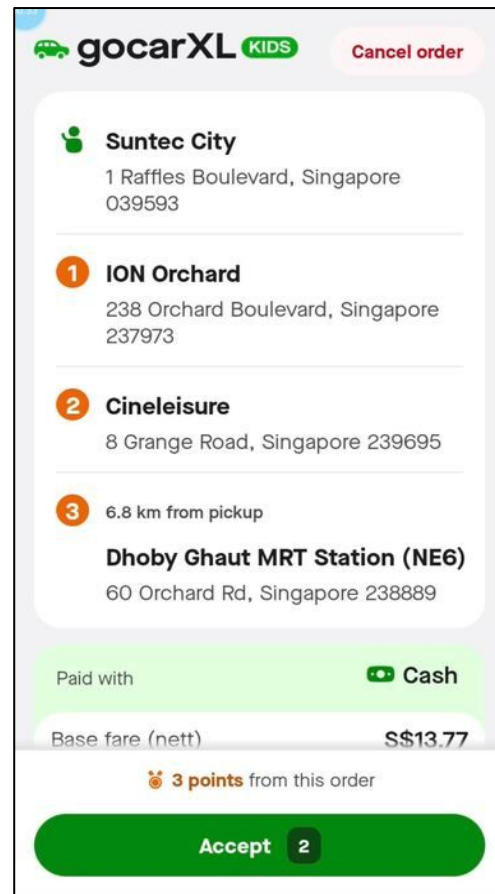 gocarXL KIDS
Cancel order
Suntec City
1 Raffles Boulevard, Singapore
039593
1
ION Orchard
238 Orchard Boulevard, Singapore
237973
2
Cineleisure
8 Grange Road, Singapore 239695
3
6.8 km from pickup
Dhoby Ghaut MRT Station (NE6)
60 Orchard Rd, Singapore 238889
Paid with
Cash
Base fare (nett)
S$13.77
3 points from this order
Accept 2